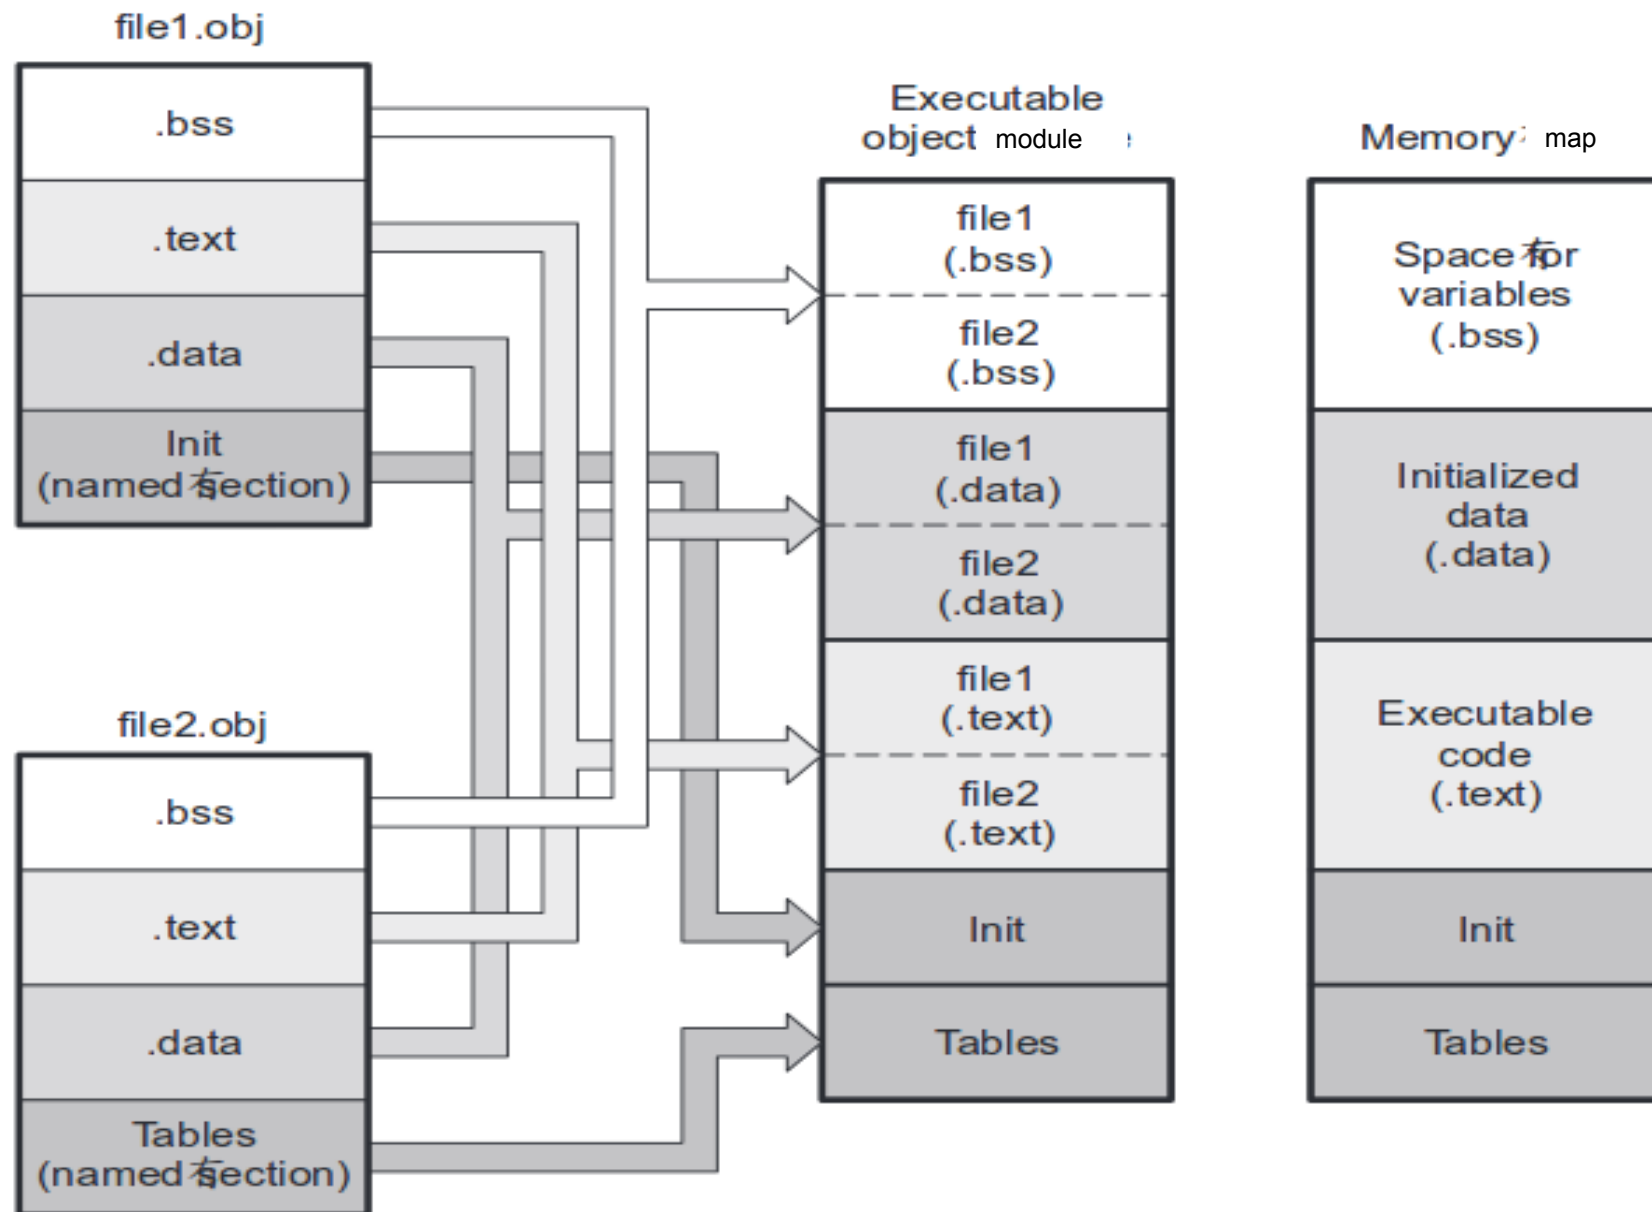 file1.obj
.bss
.text
.data
Init
(named section)
file2.obj
.bss
.text
.data
Tables
(named section)
Executable
object module
file1
(.bss)
file2
(.bss)
file1
(.data)
file2
(.data)
file1
(.text)
file2
(.text)
Init
Tables
Memory map
Space for
variables
(.bss)
Initialized
data
(.data)
Executable
code
(.text)
Init
Tables